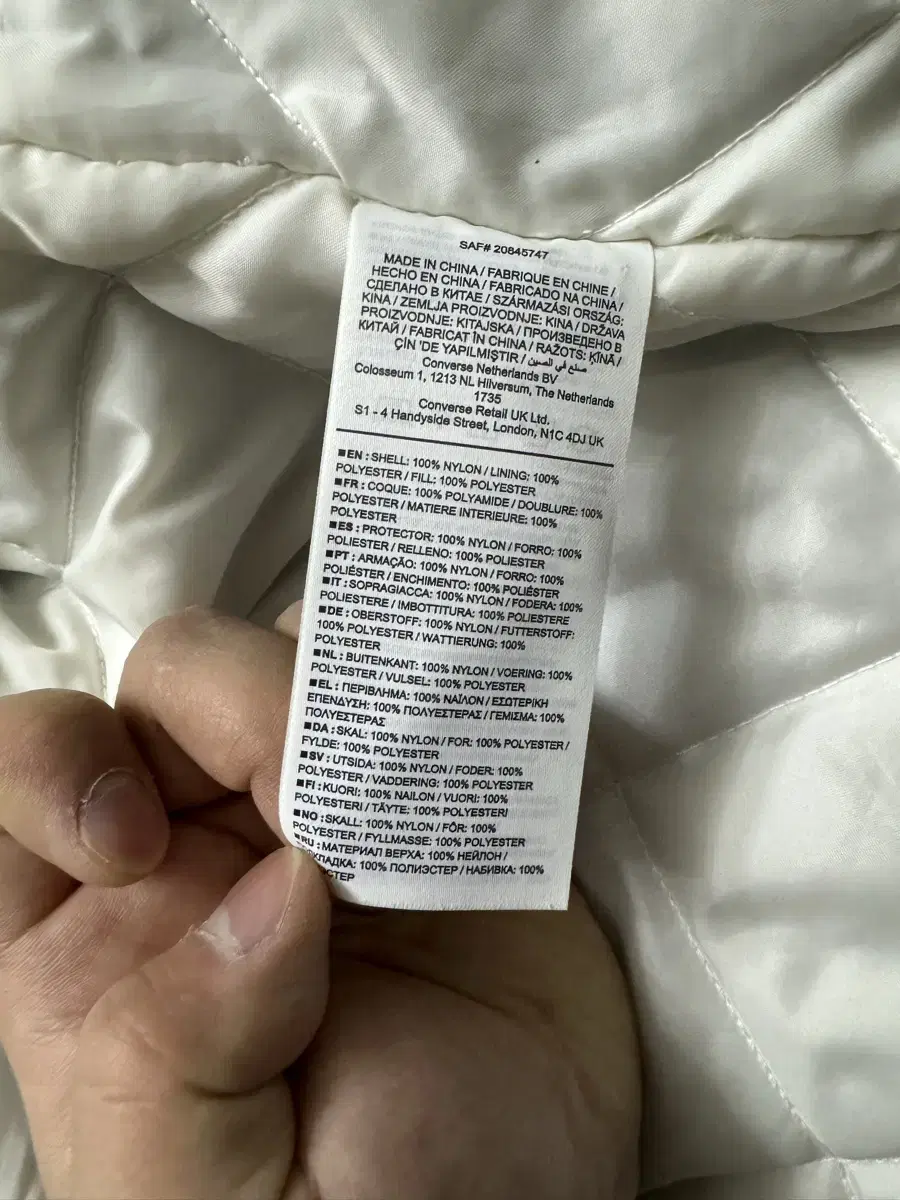 SAF# 20845747
MADE IN CHINA / FABRIQUE EN CHINE /
HECHO EN CHINA / FABRICADO NA CHINA /
СДЕЛАНО В КИТАЕ / SZÁRMAZÁSI ORSZÁG:
KÍNA / ZEMLJA PROIZVODNJE: KINA / DRŽAVA
PROIZVODNJE: KITAJSKA / ПРОИЗВЕДЕНО В
КИТАЙ / FABRICAT ÎN CHINA / RAŽOTS: ĶĪNĀ /
ÇİN 'DE YAPILMIŞTIR / صنع في الصين
Converse Netherlands BV
Colosseum 1, 1213 NL Hilversum, The Netherlands
1735
Converse Retail UK Ltd.
S1 - 4 Handyside Street, London, N1C 4DJ UK
■EN : SHELL: 100% NYLON / LINING: 100%
POLYESTER / FILL: 100% POLYESTER
■FR : COQUE: 100% POLYAMIDE / DOUBLURE: 100%
POLYESTER / MATIERE INTERIEURE: 100%
POLYESTER
■ES : PROTECTOR: 100% NYLON / FORRO: 100%
POLIESTER / RELLENO: 100% POLIESTER
■PT : ARMAÇÃO: 100% NYLON / FORRO: 100%
POLIÉSTER / ENCHIMENTO: 100% POLIÉSTER
■IT : SOPRAGIACCA: 100% NYLON / FODERA: 100%
POLIESTERE / IMBOTTITURA: 100% POLIESTERE
■DE : OBERSTOFF: 100% NYLON / FUTTERSTOFF:
100% POLYESTER / WATTIERUNG: 100%
POLYESTER
■NL : BUITENKANT: 100% NYLON / VOERING: 100%
POLYESTER / VULSEL: 100% POLYESTER
■EL : ΠΕΡΙΒΛΗΜΑ: 100% ΝΑΪΛΟΝ / ΕΣΩΤΕΡΙΚΗ
ΕΠΕΝΔΥΣΗ: 100% ΠΟΛΥΕΣΤΕΡΑΣ / ΓΕΜΙΣΜΑ: 100%
ΠΟΛΥΕΣΤΕΡΑΣ
■DA : SKAL: 100% NYLON / FOR: 100% POLYESTER /
FYLDE: 100% POLYESTER
■SV : UTSIDA: 100% NYLON / FODER: 100%
POLYESTER / VADDERING: 100% POLYESTER
■FI : KUORI: 100% NAILON / VUORI: 100%
POLYESTERI / TÄYTE: 100% POLYESTERI
■NO : SKALL: 100% NYLON / FÔR: 100%
POLYESTER / FYLLMASSE: 100% POLYESTER
■RU : МАТЕРИАЛ ВЕРХА: 100% НЕЙЛОН /
100% ПОЛИЭСТЕР / НАБИВКА: 100%